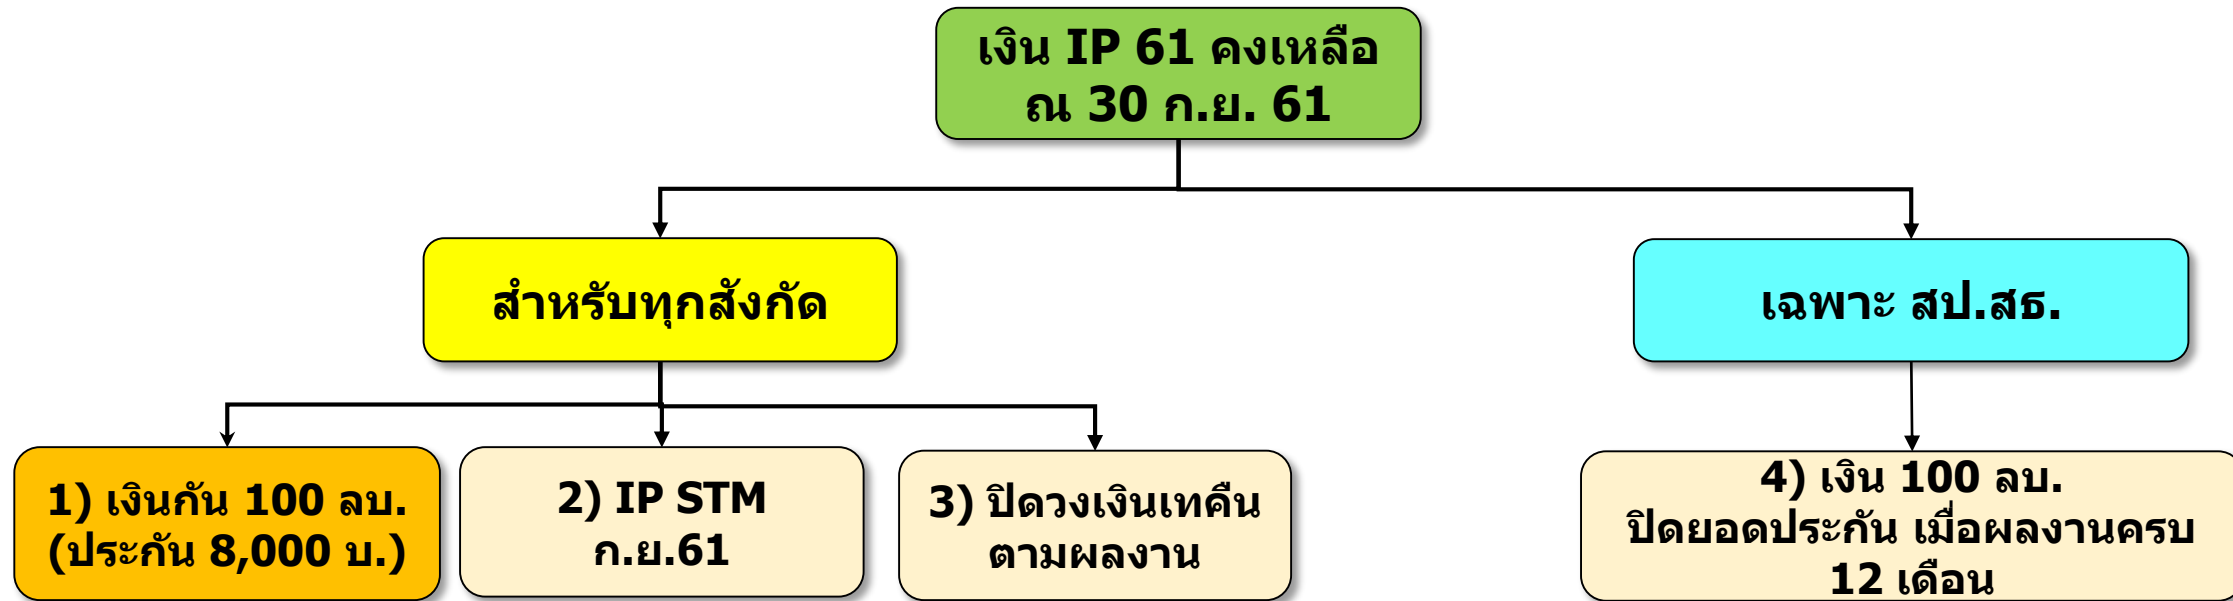 เงิน IP 61 คงเหลือ
ณ 30 ก.ย. 61
สำหรับทุกสังกัด
เฉพาะ สป.สธ.
1) เงินกัน 100 ลบ.
(ประกัน 8,000 บ.)
2) IP STM
ก.ย.61
3) ปิดวงเงินเทคืน
ตามผลงาน
4) เงิน 100 ลบ.
ปิดยอดประกัน เมื่อผลงานครบ
12 เดือน